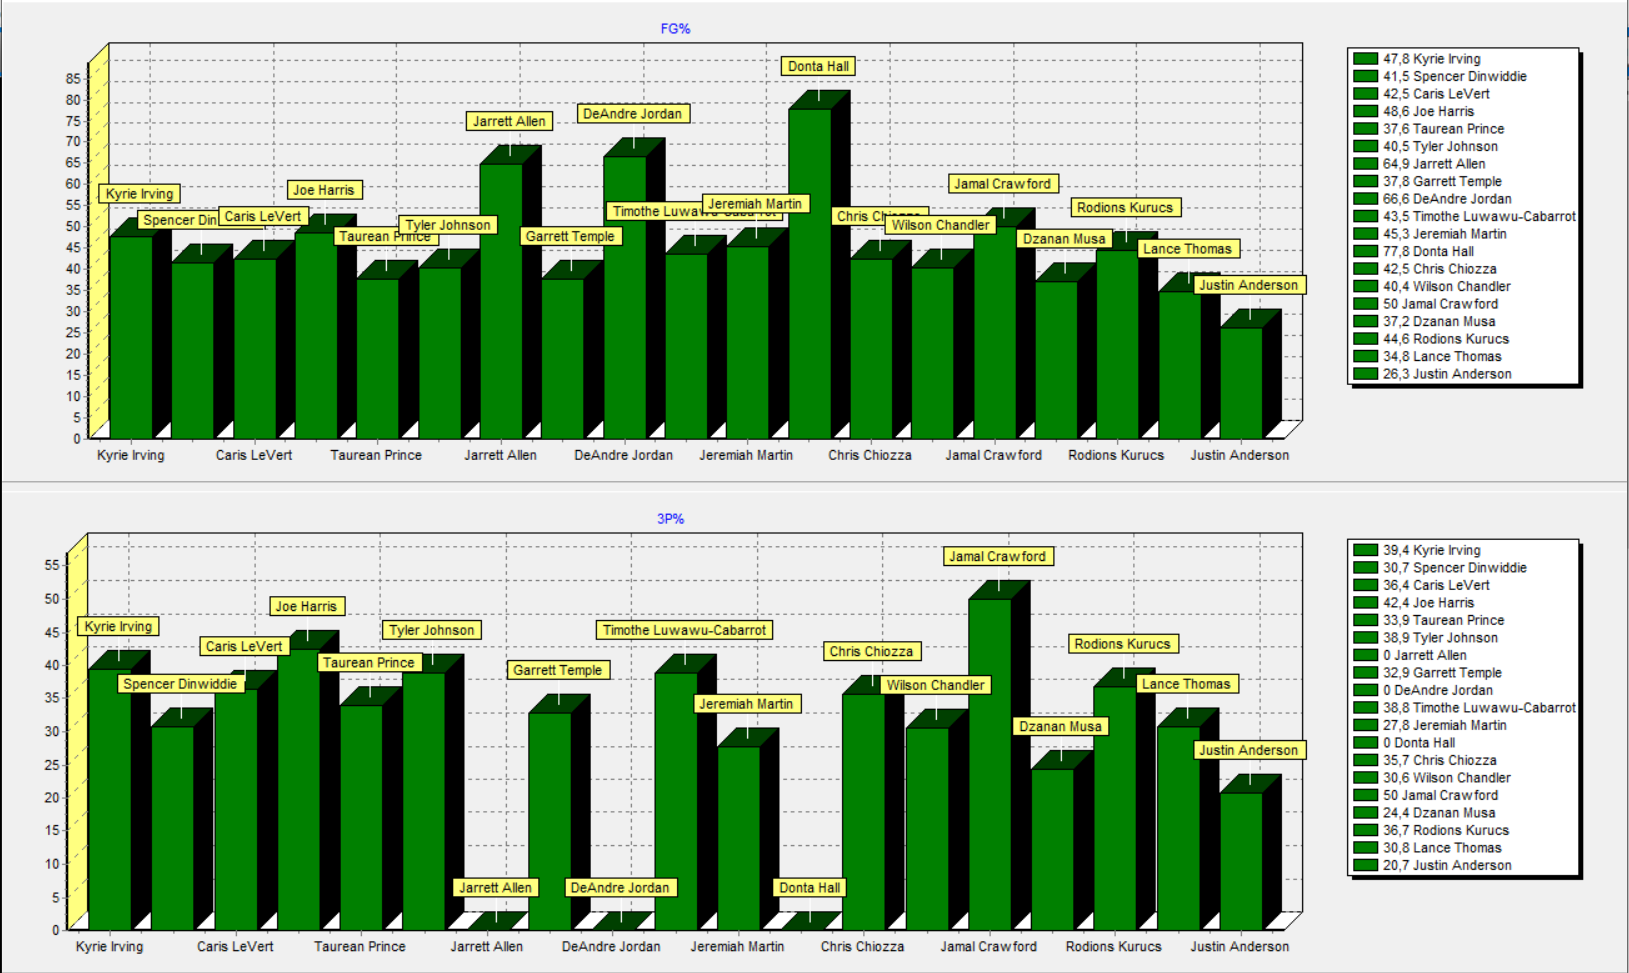 FG%
85
80
75
70
65
60
55
50
45
40
35
30
25
20
15
10
5
0
Donta Hall
DeAndre Jordan
Jarrett Allen
Jamal Crawford
Joe Harris
Kyrie Irving
Jeremiah Martin
Rodions Kurucs
Timothe Luwawu-Cabarrot
Caris LeVert
Spencer Din
Chris Chiozza
Tyler Johnson
Wilson Chandler
Taurean Prince
Garrett Temple
Dzanan Musa
Lance Thomas
Justin Anderson
Kyrie Irving
Caris LeVert
Taurean Prince
Jarrett Allen
DeAndre Jordan
Jeremiah Martin
Chris Chiozza
Jamal Crawford
Rodions Kurucs
Justin Anderson
47,8 Kyrie Irving
41,5 Spencer Dinwiddie
42,5 Caris LeVert
48,6 Joe Harris
37,6 Taurean Prince
40,5 Tyler Johnson
64,9 Jarrett Allen
37,8 Garrett Temple
66,6 DeAndre Jordan
43,5 Timothe Luwawu-Cabarrot
45,3 Jeremiah Martin
77,8 Donta Hall
42,5 Chris Chiozza
40,4 Wilson Chandler
50 Jamal Crawford
37,2 Dzanan Musa
44,6 Rodions Kurucs
34,8 Lance Thomas
26,3 Justin Anderson
3P%
55
50
45
40
35
30
25
20
15
10
5
0
Jamal Crawford
Joe Harris
Kyrie Irving
Tyler Johnson
Timothe Luwawu-Cabarrot
Caris LeVert
Rodions Kurucs
Chris Chiozza
Taurean Prince
Garrett Temple
Spencer Dinwiddie
Wilson Chandler
Lance Thomas
Jeremiah Martin
Dzanan Musa
Justin Anderson
Jarrett Allen
DeAndre Jordan
Donta Hall
Kyrie Irving
Caris LeVert
Taurean Prince
Jarrett Allen
DeAndre Jordan
Jeremiah Martin
Chris Chiozza
Jamal Crawford
Rodions Kurucs
Justin Anderson
39,4 Kyrie Irving
30,7 Spencer Dinwiddie
36,4 Caris LeVert
42,4 Joe Harris
33,9 Taurean Prince
38,9 Tyler Johnson
0 Jarrett Allen
32,9 Garrett Temple
0 DeAndre Jordan
38,8 Timothe Luwawu-Cabarrot
27,8 Jeremiah Martin
0 Donta Hall
35,7 Chris Chiozza
30,6 Wilson Chandler
50 Jamal Crawford
24,4 Dzanan Musa
36,7 Rodions Kurucs
30,8 Lance Thomas
20,7 Justin Anderson